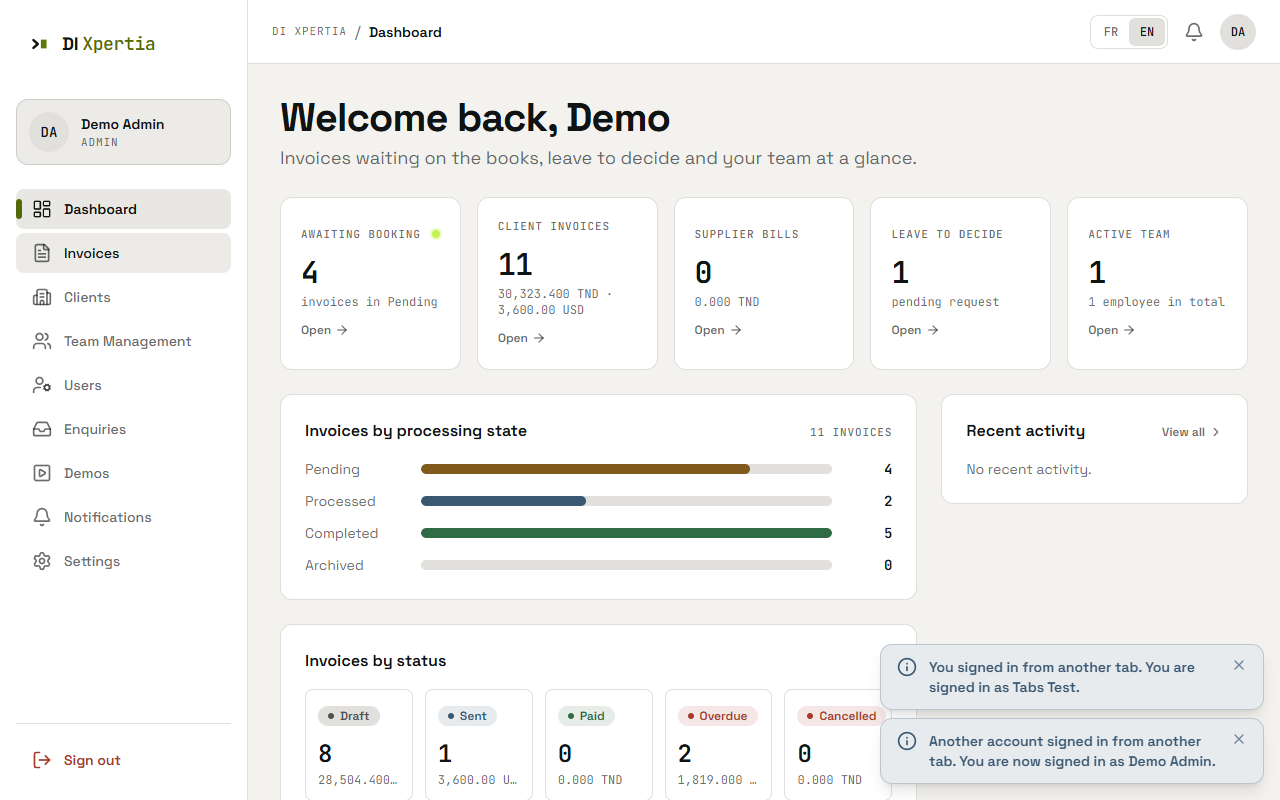 DI Xpertia
DI XPERTIA / Dashboard
FR EN
DA
DA
Demo Admin
ADMIN
Dashboard
Invoices
Clients
Team Management
Users
Enquiries
Demos
Notifications
Settings
Sign out
Welcome back, Demo
Invoices waiting on the books, leave to decide and your team at a glance.
AWAITING BOOKING
4
invoices in Pending
Open →
CLIENT INVOICES
11
30,323.400 TND ·
3,600.00 USD
Open →
SUPPLIER BILLS
0
0.000 TND
Open →
LEAVE TO DECIDE
1
pending request
Open →
ACTIVE TEAM
1
1 employee in total
Open →
Invoices by processing state
11 INVOICES
Pending 4
Processed 2
Completed 5
Archived 0
Recent activity
View all
No recent activity.
Invoices by status
Draft
8
28,504.400…
Sent
1
3,600.00 U…
Paid
0
0.000 TND
Overdue
2
1,819.000 …
Cancelled
0
0.000 TND
You signed in from another tab. You are
signed in as Tabs Test.
Another account signed in from another
tab. You are now signed in as Demo Admin.